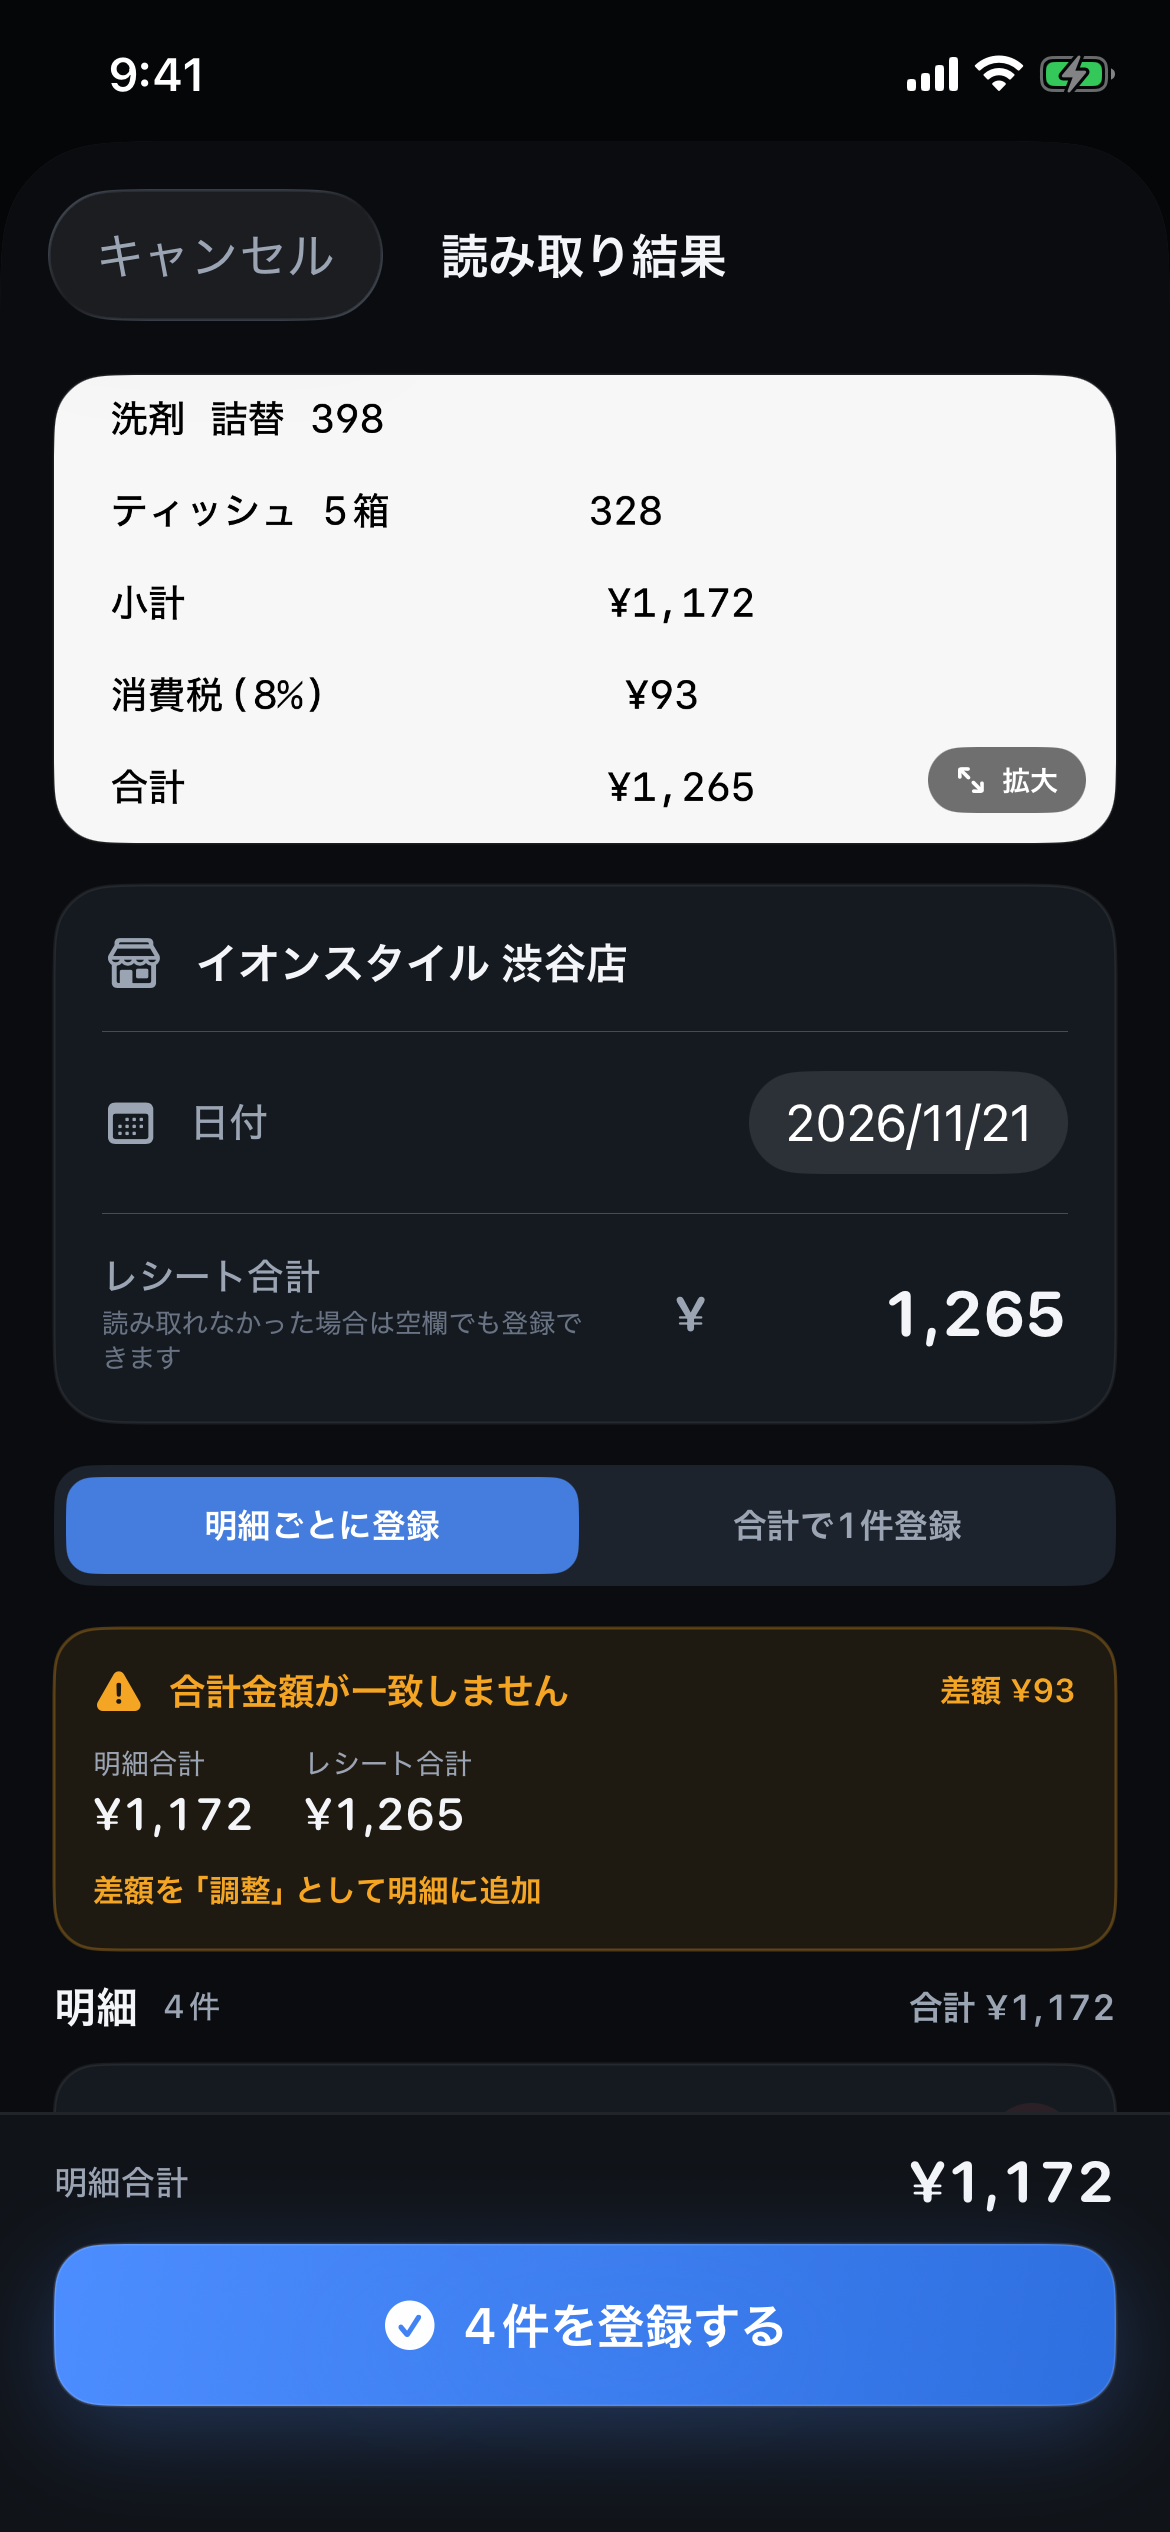 9:41
キャンセル
読み取り結果
洗剤 詰替 398
ティッシュ 5箱 328
小計 ¥1,172
消費税(8%) ¥93
合計 ¥1,265
拡大
イオンスタイル 渋谷店
日付
2026/11/21
レシート合計
読み取れなかった場合は空欄でも登録で
きます
¥ 1,265
明細ごとに登録
合計で1件登録
合計金額が一致しません
差額 ¥93
明細合計 レシート合計
¥1,172 ¥1,265
差額を「調整」として明細に追加
明細 4件
合計 ¥1,172
明細合計
¥1,172
4件を登録する